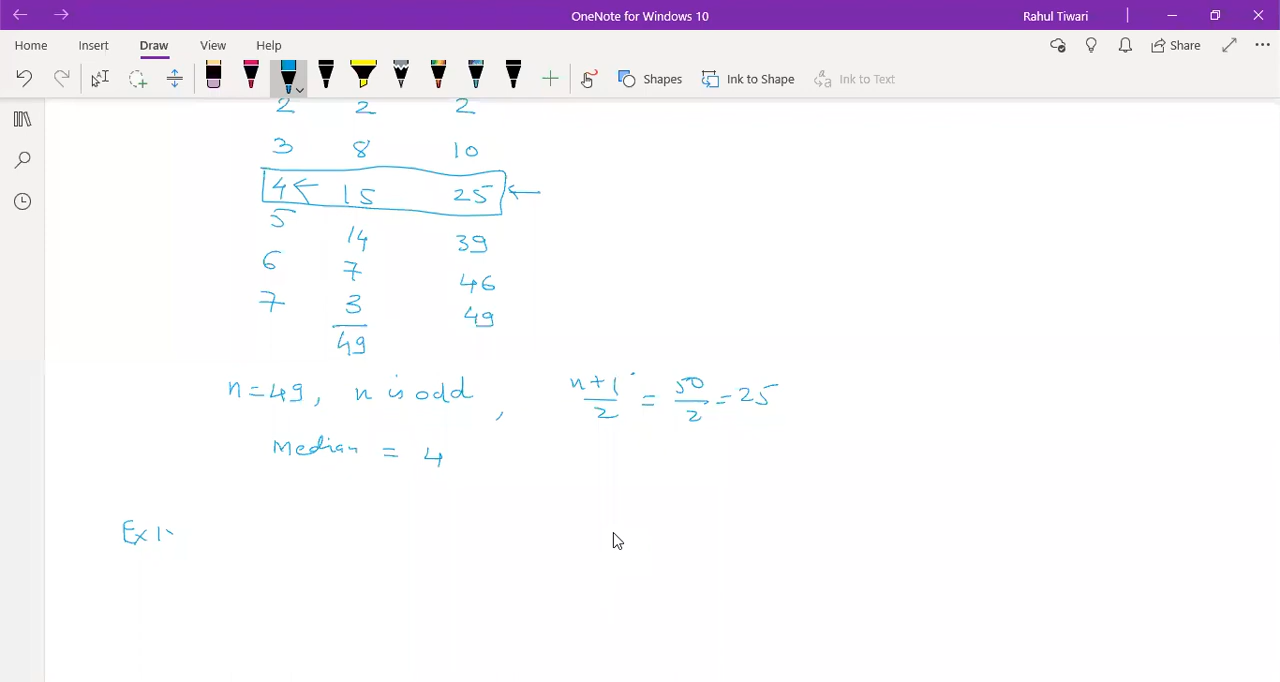 OneNote for Windows 10
Rahul Tiwari
Home Insert Draw View Help
Share
Shapes Ink to Shape Ink to Text
2 2 2
3 8 10
4 15 25
5 14 39
6 7 46
7 3 49
49
n=49, n is odd, n+1/2 = 50/2 = 25
Median = 4
Ex1